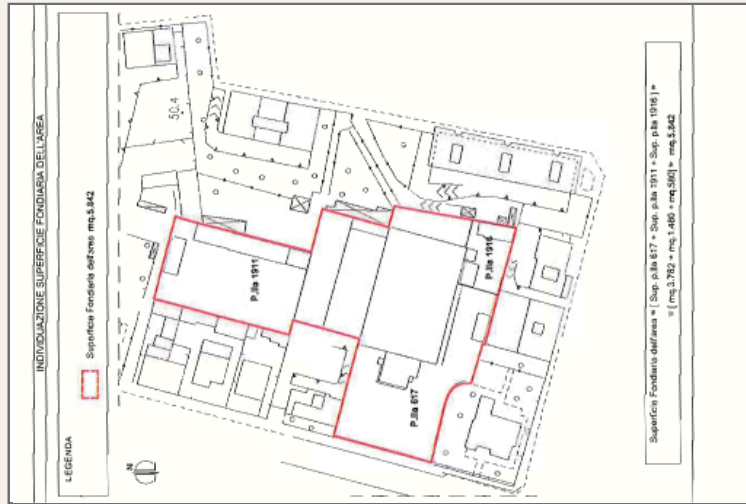 INDIVIDUAZIONE SUPERFICIE FONDIARIA DELL'AREA
LEGENDA
Superficie Fondiaria dell'area mq.5.842
N
50.4
P.lla 1911
P.lla 1916
P.lla 617
Superficie Fondiaria dell'area = [ Sup. p.lla 617 + Sup. p.lla 1911 + Sup. p.lla 1916 ] =
= [ mq.3.782 + mq.1.480 + mq.580] = mq.5.842